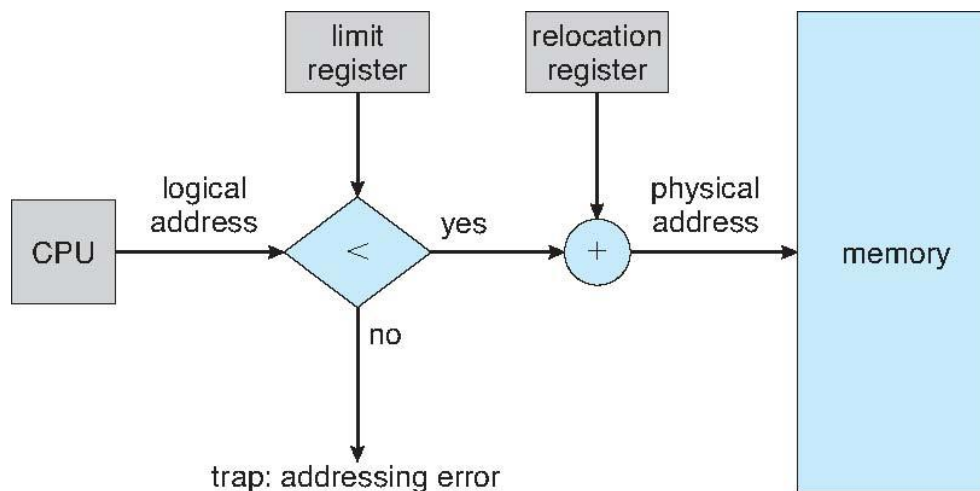 limit
register
relocation
register
logical
address
physical
address
CPU
<
yes
+
memory
no
trap: addressing error